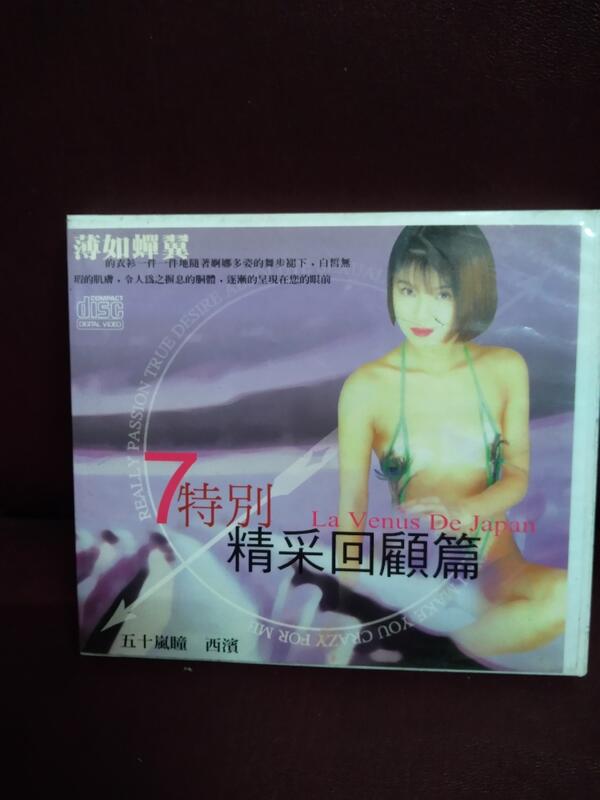 薄如蟬翼
的衣衫一件一件地隨著婀娜多姿的舞步褪下，白皙無
瑕的肌膚，令人為之摒息的胴體，逐漸的呈現在您的眼前
COMPACT
disc
DIGITAL VIDEO
REALLY PASSION TRUE DESIRE
7特別
La Venus De Japan
精采回顧篇
MAKE YOU CRAZY FOR ME
五十嵐瞳 西濱